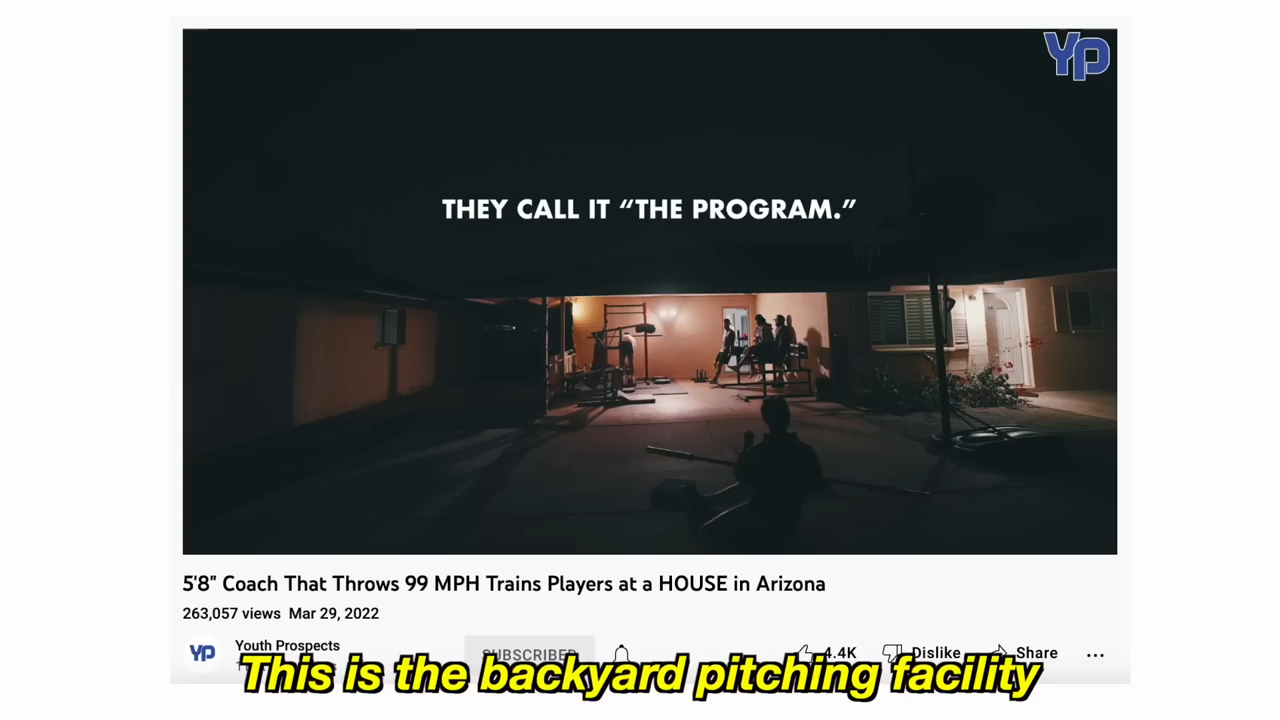 YP
THEY CALL IT “THE PROGRAM.”
5'8" Coach That Throws 99 MPH Trains Players at a HOUSE in Arizona
263,057 views Mar 29, 2022
YP
Youth Prospects
SUBSCRIBED
4.4K
Dislike
Share
This is the backyard pitching facility